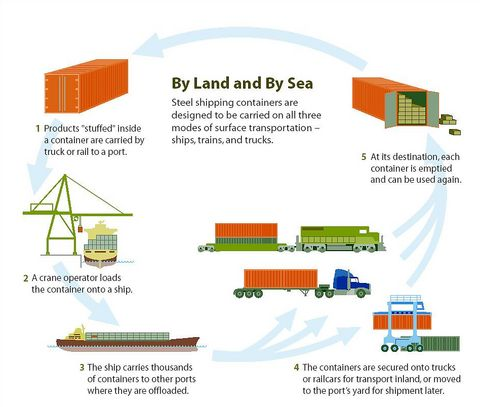 By Land and By Sea
Steel shipping containers are
designed to be carried on all three
modes of surface transportation –
ships, trains, and trucks.
1 Products "stuffed" inside
a container are carried by
truck or rail to a port.
2 A crane operator loads
the container onto a ship.
3 The ship carries thousands
of containers to other ports
where they are offloaded.
4 The containers are secured onto trucks
or railcars for transport inland, or moved
to the port's yard for shipment later.
5 At its destination, each
container is emptied
and can be used again.